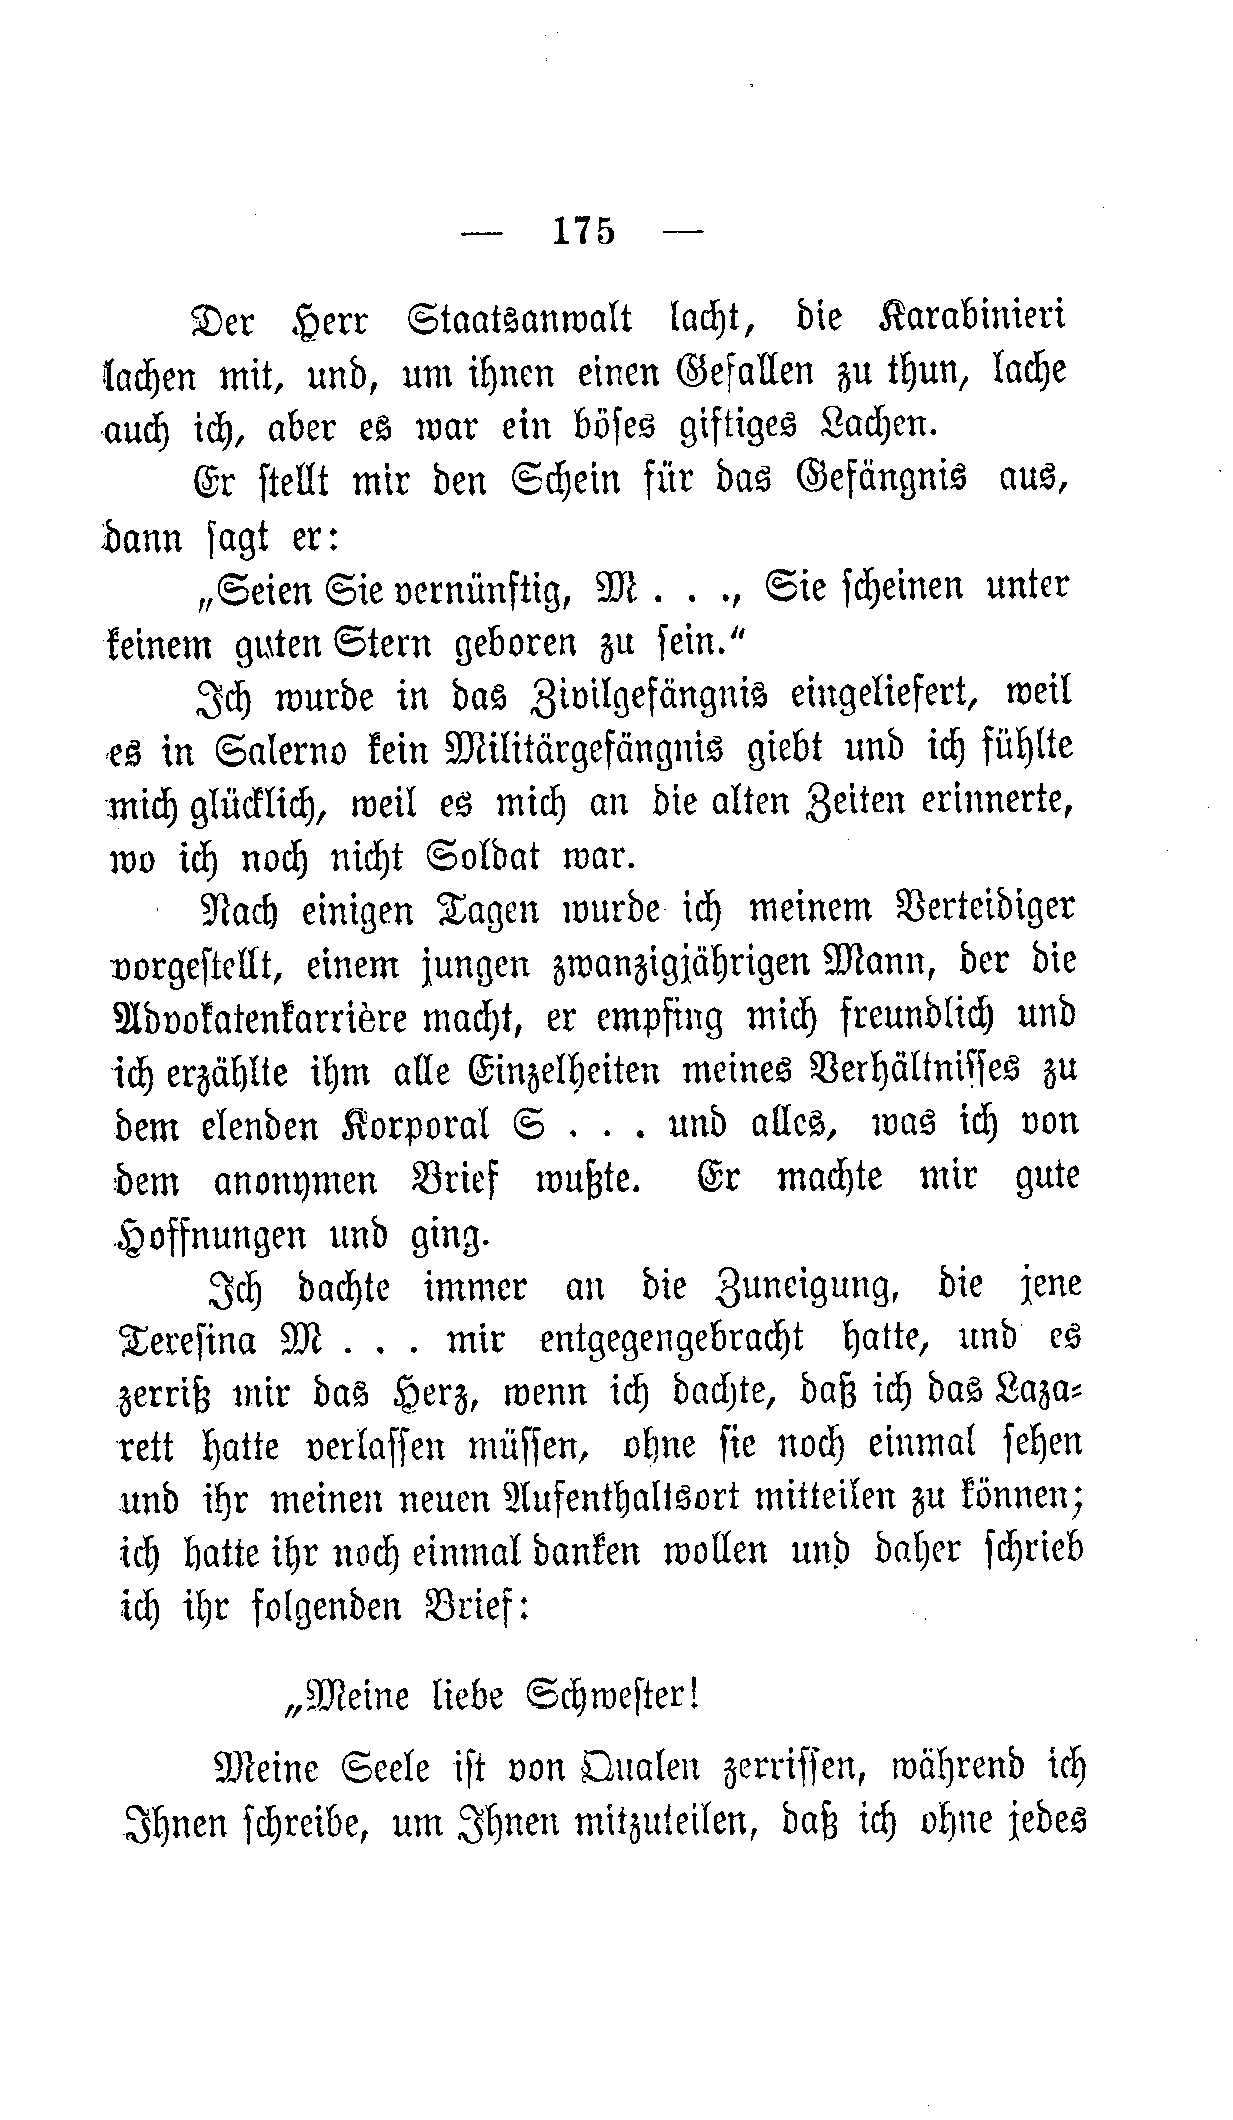 — 175 —
Der Herr Staatsanwalt lacht, die Karabinieri
lachen mit, und, um ihnen einen Gefallen zu thun, lache
auch ich, aber es war ein böses giftiges Lachen.
Er stellt mir den Schein für das Gefängnis aus,
dann sagt er:
„Seien Sie vernünftig, M . . ., Sie scheinen unter
keinem guten Stern geboren zu sein.“
Ich wurde in das Zivilgefängnis eingeliefert, weil
es in Salerno kein Militärgefängnis giebt und ich fühlte
mich glücklich, weil es mich an die alten Zeiten erinnerte,
wo ich noch nicht Soldat war.
Nach einigen Tagen wurde ich meinem Verteidiger
vorgestellt, einem jungen zwanzigjährigen Mann, der die
Advokatenkarrière macht, er empfing mich freundlich und
ich erzählte ihm alle Einzelheiten meines Verhältnisses zu
dem elenden Korporal S . . . und alles, was ich von
dem anonymen Brief wußte. Er machte mir gute
Hoffnungen und ging.
Ich dachte immer an die Zuneigung, die jene
Teresina M . . . mir entgegengebracht hatte, und es
zerriß mir das Herz, wenn ich dachte, daß ich das Laza-
rett hatte verlassen müssen, ohne sie noch einmal sehen
und ihr meinen neuen Aufenthaltsort mitteilen zu können;
ich hatte ihr noch einmal danken wollen und daher schrieb
ich ihr folgenden Brief:
„Meine liebe Schwester!
Meine Seele ist von Qualen zerrissen, während ich
Ihnen schreibe, um Ihnen mitzuteilen, daß ich ohne jedes